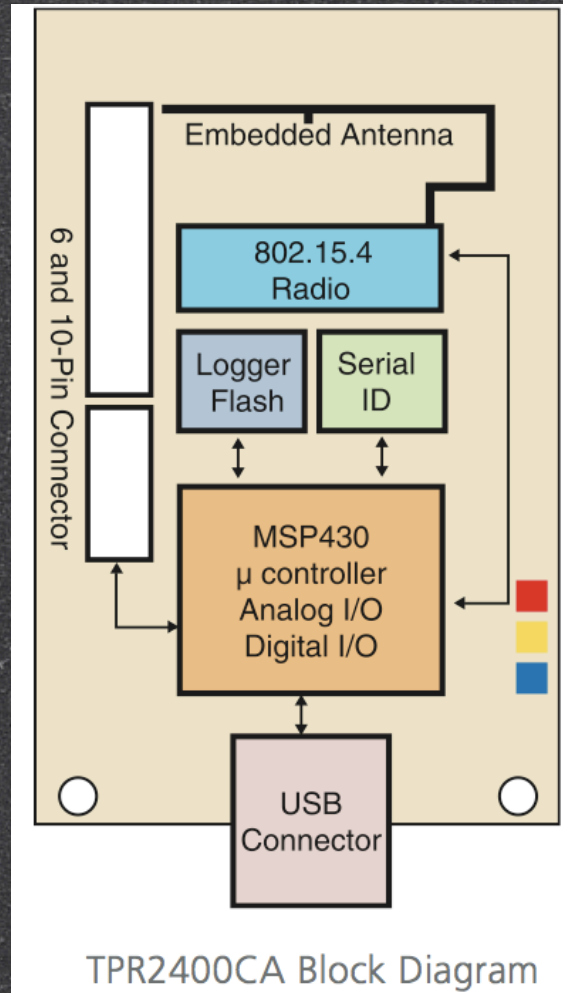 Embedded Antenna
6 and 10-Pin Connector
802.15.4
Radio
Logger
Flash
Serial
ID
MSP430
μ controller
Analog I/O
Digital I/O
USB
Connector
TPR2400CA Block Diagram